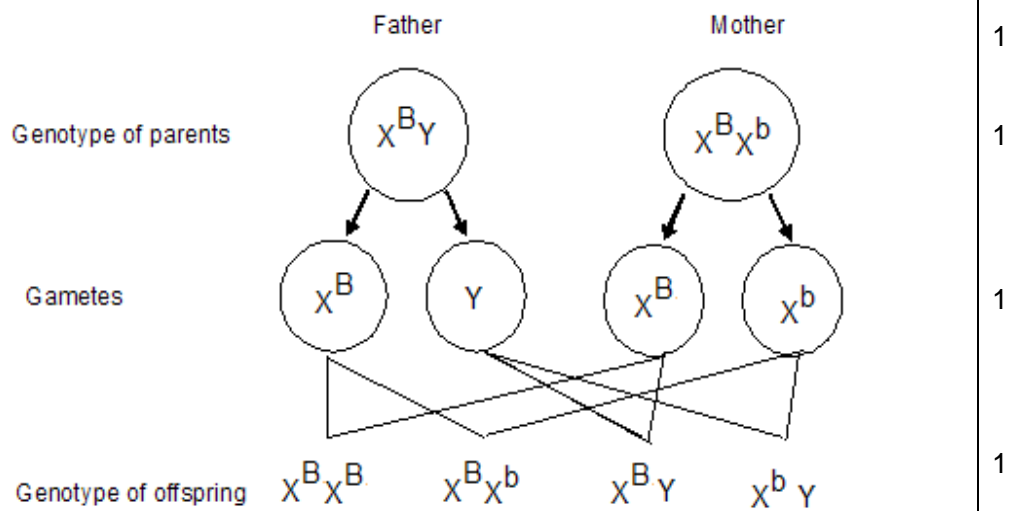 Father Mother 1
Genotype of parents X^B Y X^B X^b 1
Gametes X^B Y X^B X^b 1
1
Genotype of offspring X^B X^B X^B X^b X^B Y X^b Y